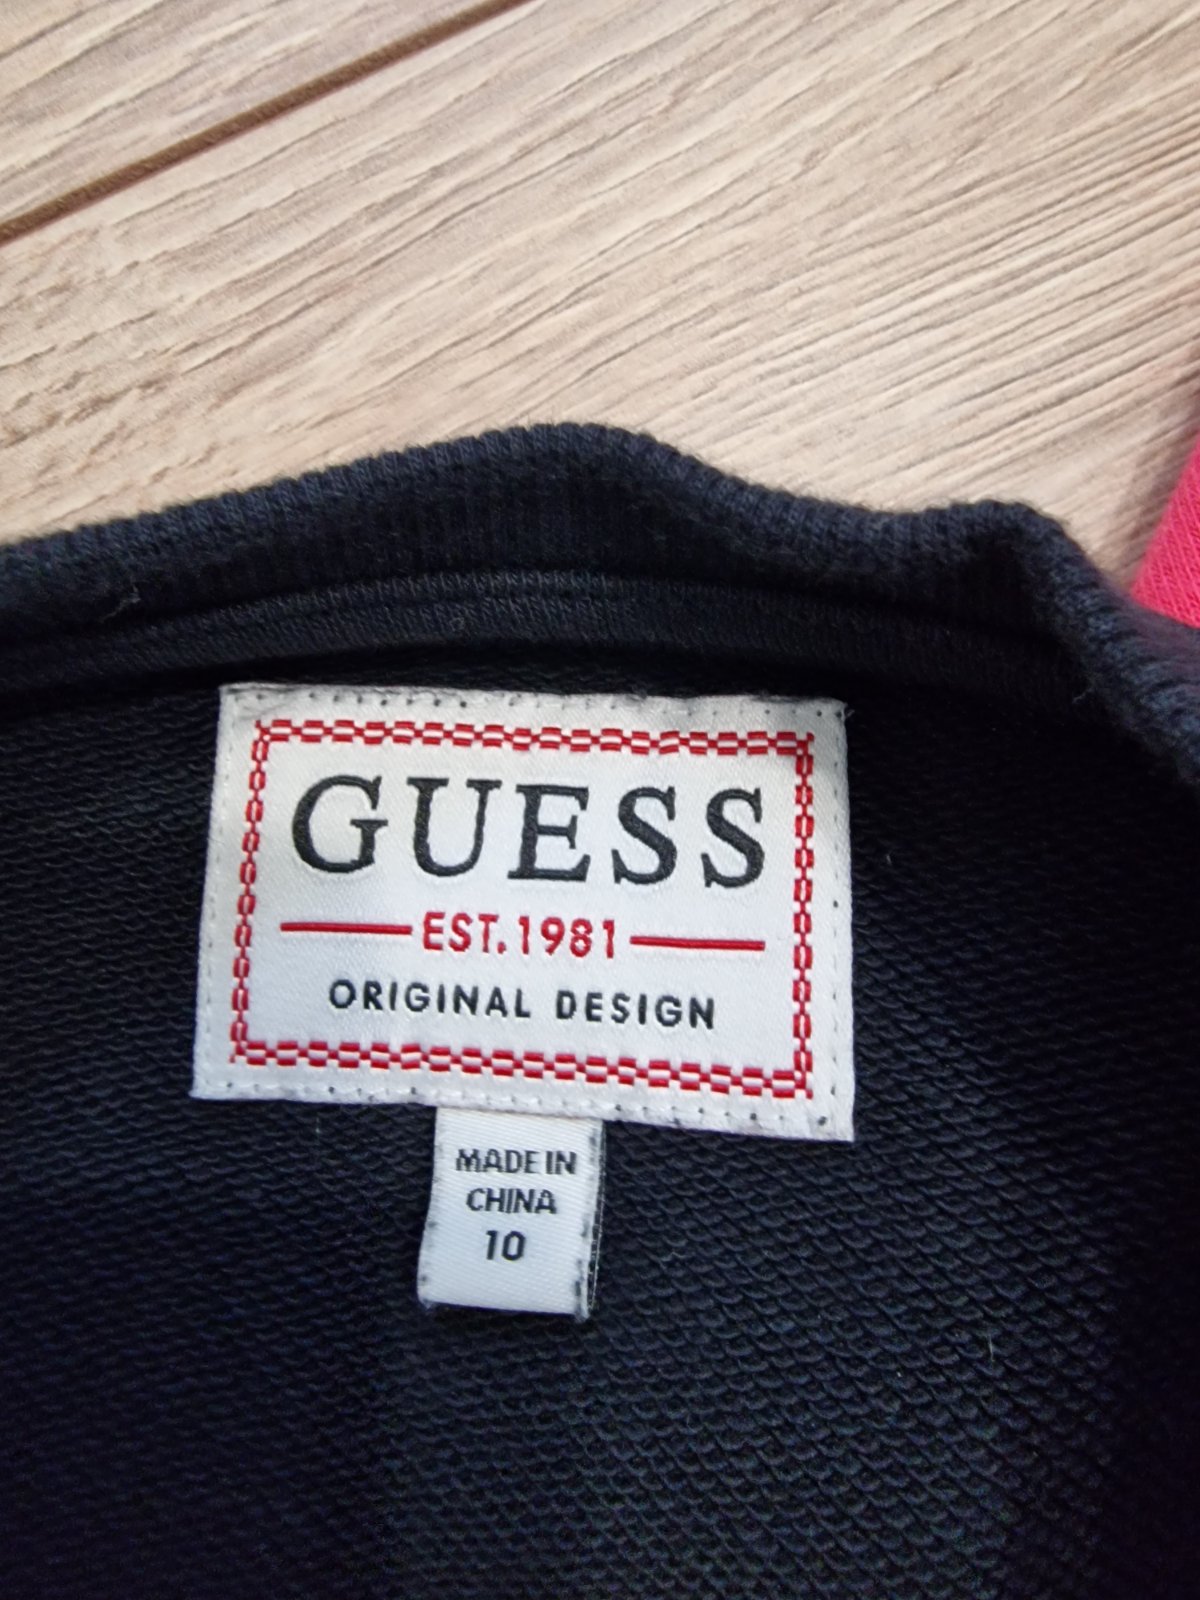 GUESS
EST.1981
ORIGINAL DESIGN
MADE IN
CHINA
10